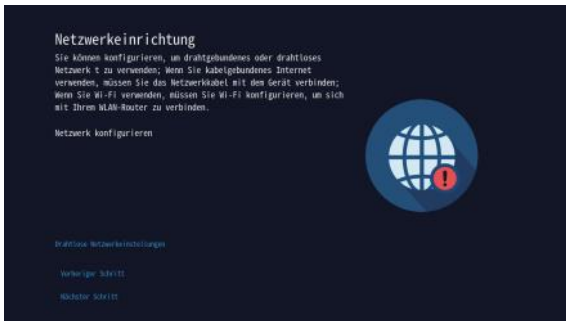 Netzwerkeinrichtung
Sie können konfigurieren, um drahtgebundenes oder drahtloses
Netzwerk t zu verwenden; Wenn Sie kabelgebundenes Internet
verwenden, müssen Sie das Netzwerkkabel mit dem Gerät verbinden;
Wenn Sie Wi-Fi verwenden, müssen Sie Wi-Fi konfigurieren, um sich
mit Ihrem WLAN-Router zu verbinden.
Netzwerk konfigurieren
Drahtlose Netzwerkeinstellungen
Vorheriger Schritt
Nächster Schritt